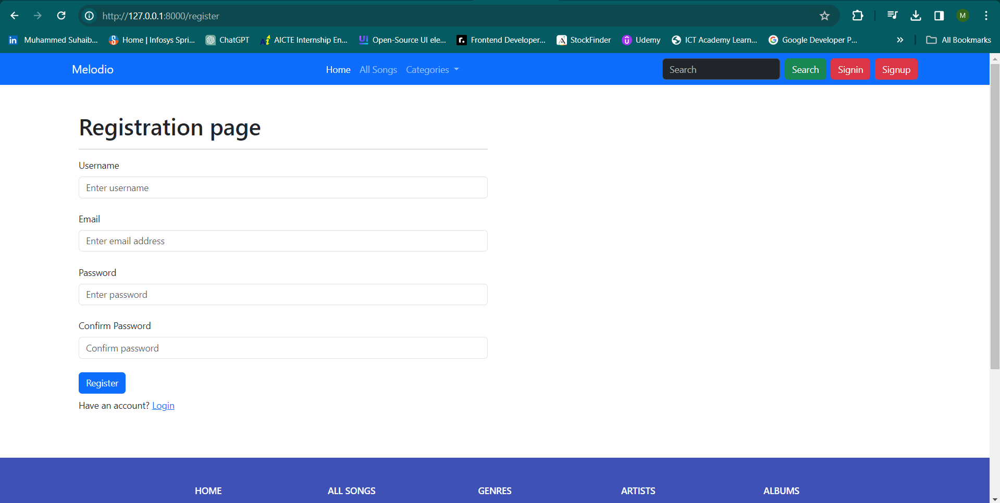 http://127.0.0.1:8000/register
M
in Muhammed Suhaib... Home | Infosys Spri... ChatGPT AICTE Internship En... Open-Source UI ele... Frontend Developer... StockFinder Udemy ICT Academy Learn... Google Developer P... » All Bookmarks
Melodio Home All Songs Categories Search Search Signin Signup
Registration page
Username
Enter username
Email
Enter email address
Password
Enter password
Confirm Password
Confirm password
Register
Have an account? Login
HOME ALL SONGS GENRES ARTISTS ALBUMS